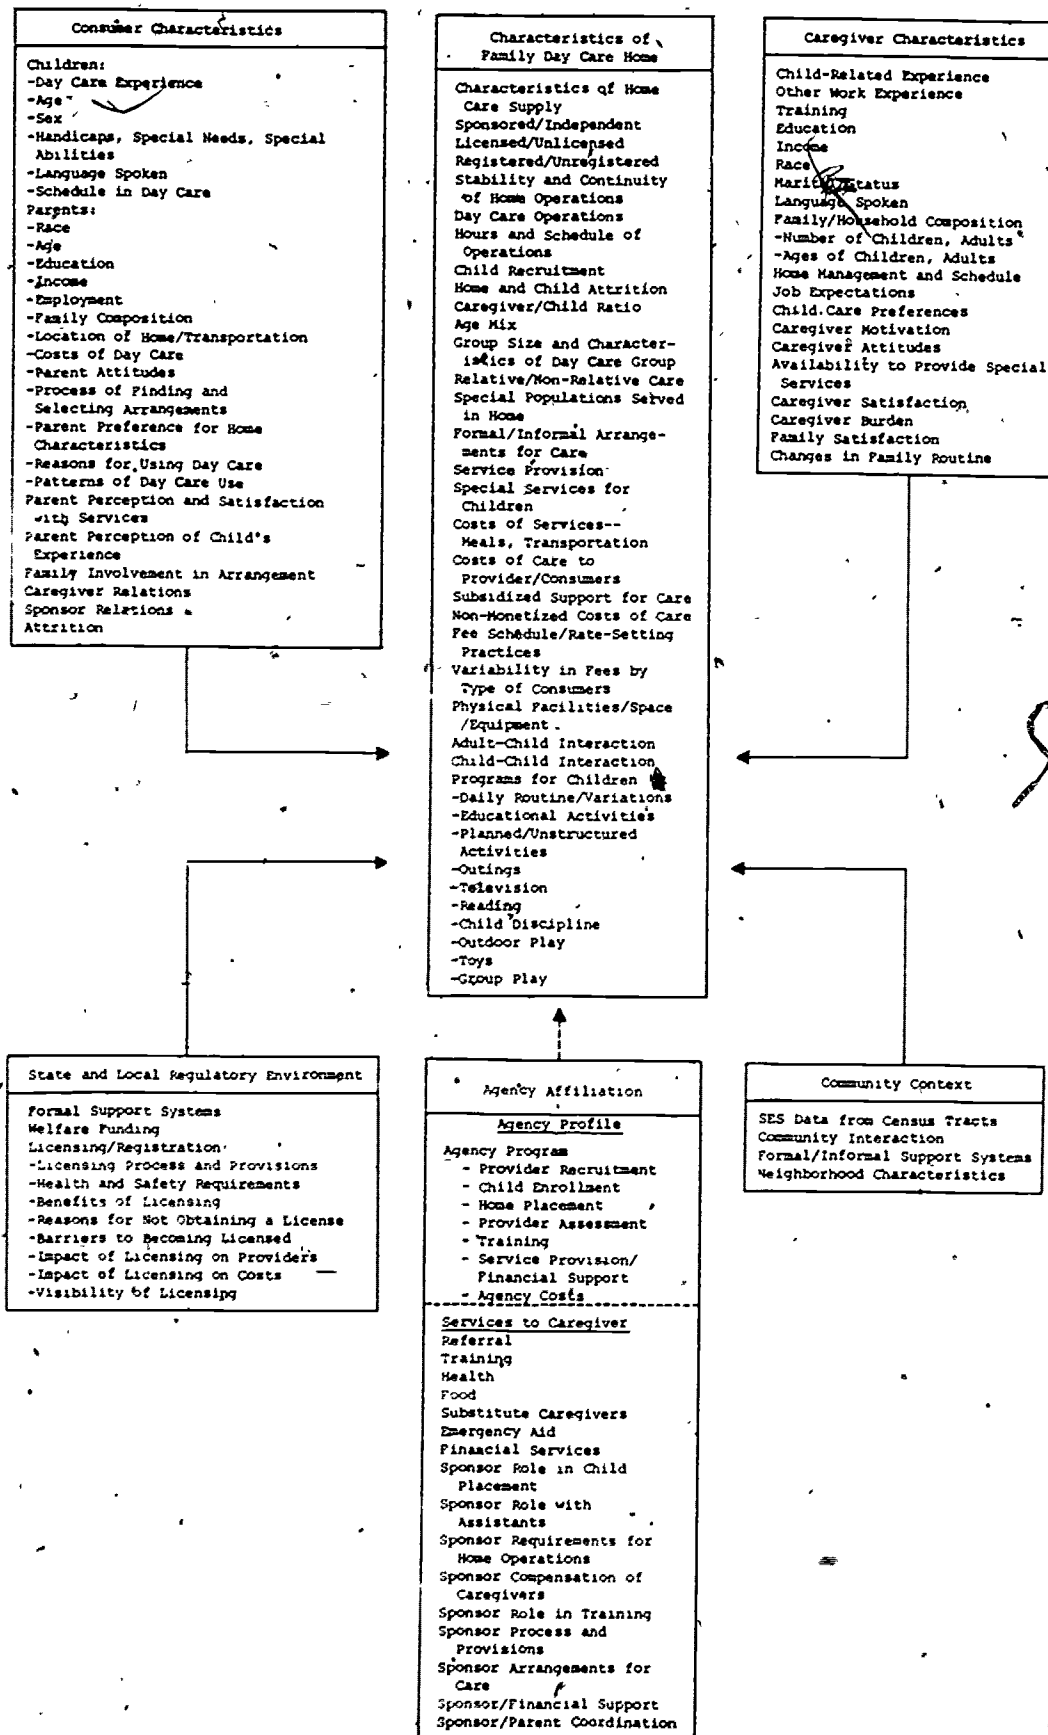 Consumer Characteristics
Children:
-Day Care Experience
-Age
-Sex
-Handicaps, Special Needs, Special
Abilities
-Language Spoken
-Schedule in Day Care
Parents:
-Race
-Age
-Education
-Income
-Employment
-Family Composition
-Location of Home/Transportation
-Costs of Day Care
-Parent Attitudes
-Process of Finding and
Selecting Arrangements
-Parent Preference for Home
Characteristics
-Reasons for Using Day Care
-Patterns of Day Care Use
Parent Perception and Satisfaction
with Services
Parent Perception of Child's
Experience
Family Involvement in Arrangement
Caregiver Relations
Sponsor Relations
Attrition
Characteristics of
Family Day Care Home
Characteristics of Home
Care Supply
Sponsored/Independent
Licensed/Unlicensed
Registered/Unregistered
Stability and Continuity
of Home Operations
Day Care Operations
Hours and Schedule of
Operations
Child Recruitment
Home and Child Attrition
Caregiver/Child Ratio
Age Mix
Group Size and Character-
istics of Day Care Group
Relative/Non-Relative Care
Special Populations Served
in Home
Formal/Informal Arrange-
ments for Care
Service Provision
Special Services for
Children
Costs of Services--
Meals, Transportation
Costs of Care to
Provider/Consumers
Subsidized Support for Care
Non-Monetized Costs of Care
Fee Schedule/Rate-Setting
Practices
Variability in Fees by
Type of Consumers
Physical Facilities/Space
/Equipment
Adult-Child Interaction
Child-Child Interaction
Programs for Children
-Daily Routine/Variations
-Educational Activities
-Planned/Unstructured
Activities
-Outings
-Television
-Reading
-Child Discipline
-Outdoor Play
-Toys
-Group Play
Caregiver Characteristics
Child-Related Experience
Other Work Experience
Training
Education
Income
Race
Marital Status
Language Spoken
Family/Household Composition
-Number of Children, Adults
-Ages of Children, Adults
Home Management and Schedule
Job Expectations
Child Care Preferences
Caregiver Motivation
Caregiver Attitudes
Availability to Provide Special
Services
Caregiver Satisfaction
Caregiver Burden
Family Satisfaction
Changes in Family Routine
State and Local Regulatory Environment
Formal Support Systems
Welfare Funding
Licensing/Registration
-Licensing Process and Provisions
-Health and Safety Requirements
-Benefits of Licensing
-Reasons for Not Obtaining a License
-Barriers to Becoming Licensed
-Impact of Licensing on Providers
-Impact of Licensing on Costs
-Visibility of Licensing
Agency Affiliation
Agency Profile
Agency Program
- Provider Recruitment
- Child Enrollment
- Home Placement
- Provider Assessment
- Training
- Service Provision/
Financial Support
- Agency Costs
Services to Caregiver
Referral
Training
Health
Food
Substitute Caregivers
Emergency Aid
Financial Services
Sponsor Role in Child
Placement
Sponsor Role with
Assistants
Sponsor Requirements for
Home Operations
Sponsor Compensation of
Caregivers
Sponsor Role in Training
Sponsor Process and
Provisions
Sponsor Arrangements for
Care
Sponsor/Financial Support
Sponsor/Parent Coordination
Community Context
SES Data from Census Tracts
Community Interaction
Formal/Informal Support Systems
Neighborhood Characteristics